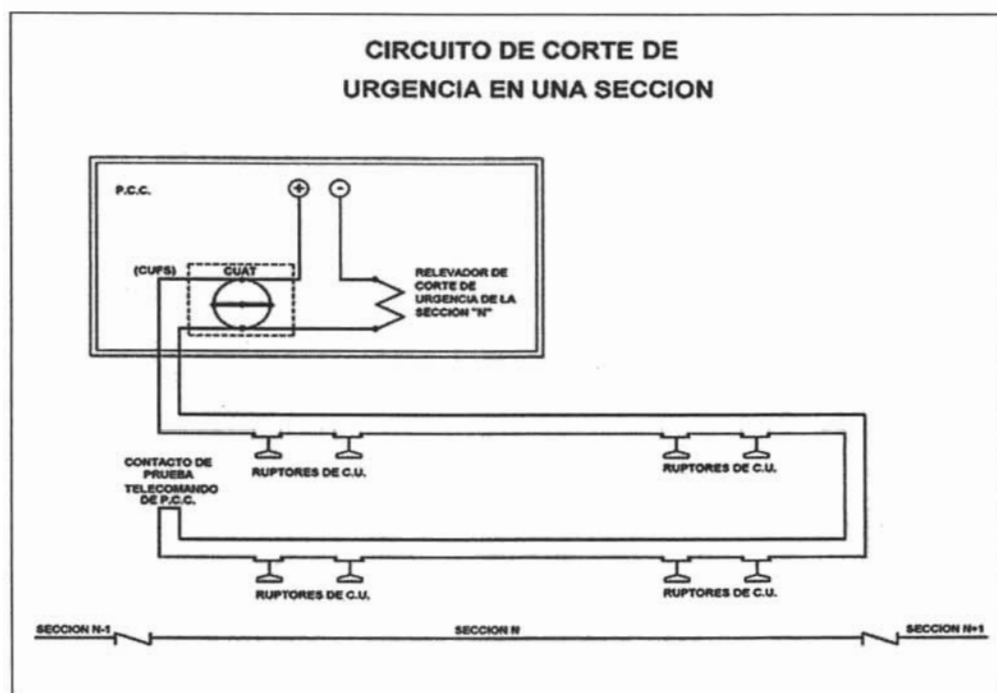 CIRCUITO DE CORTE DE
URGENCIA EN UNA SECCION
P.C.C.
+
-
(CUFS)
CUAT
RELEVADOR DE
CORTE DE
URGENCIA DE LA
SECCION "N"
RUPTORES DE C.U.
RUPTORES DE C.U.
CONTACTO DE
PRUEBA
TELECOMANDO
DE P.C.C.
RUPTORES DE C.U.
RUPTORES DE C.U.
SECCION N-1
SECCION N
SECCION N+1